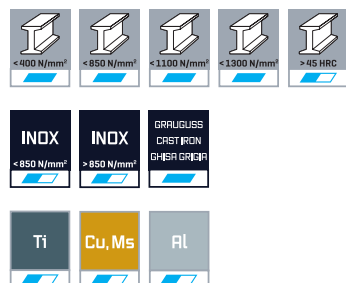 <400 N/mm² <850 N/mm² <1100 N/mm² <1300 N/mm² >45 HRC
INOX INOX GRAUGUSS
CAST IRON
GHISA GRIGIA
<850 N/mm² >850 N/mm²
Ti Cu, Ms Al